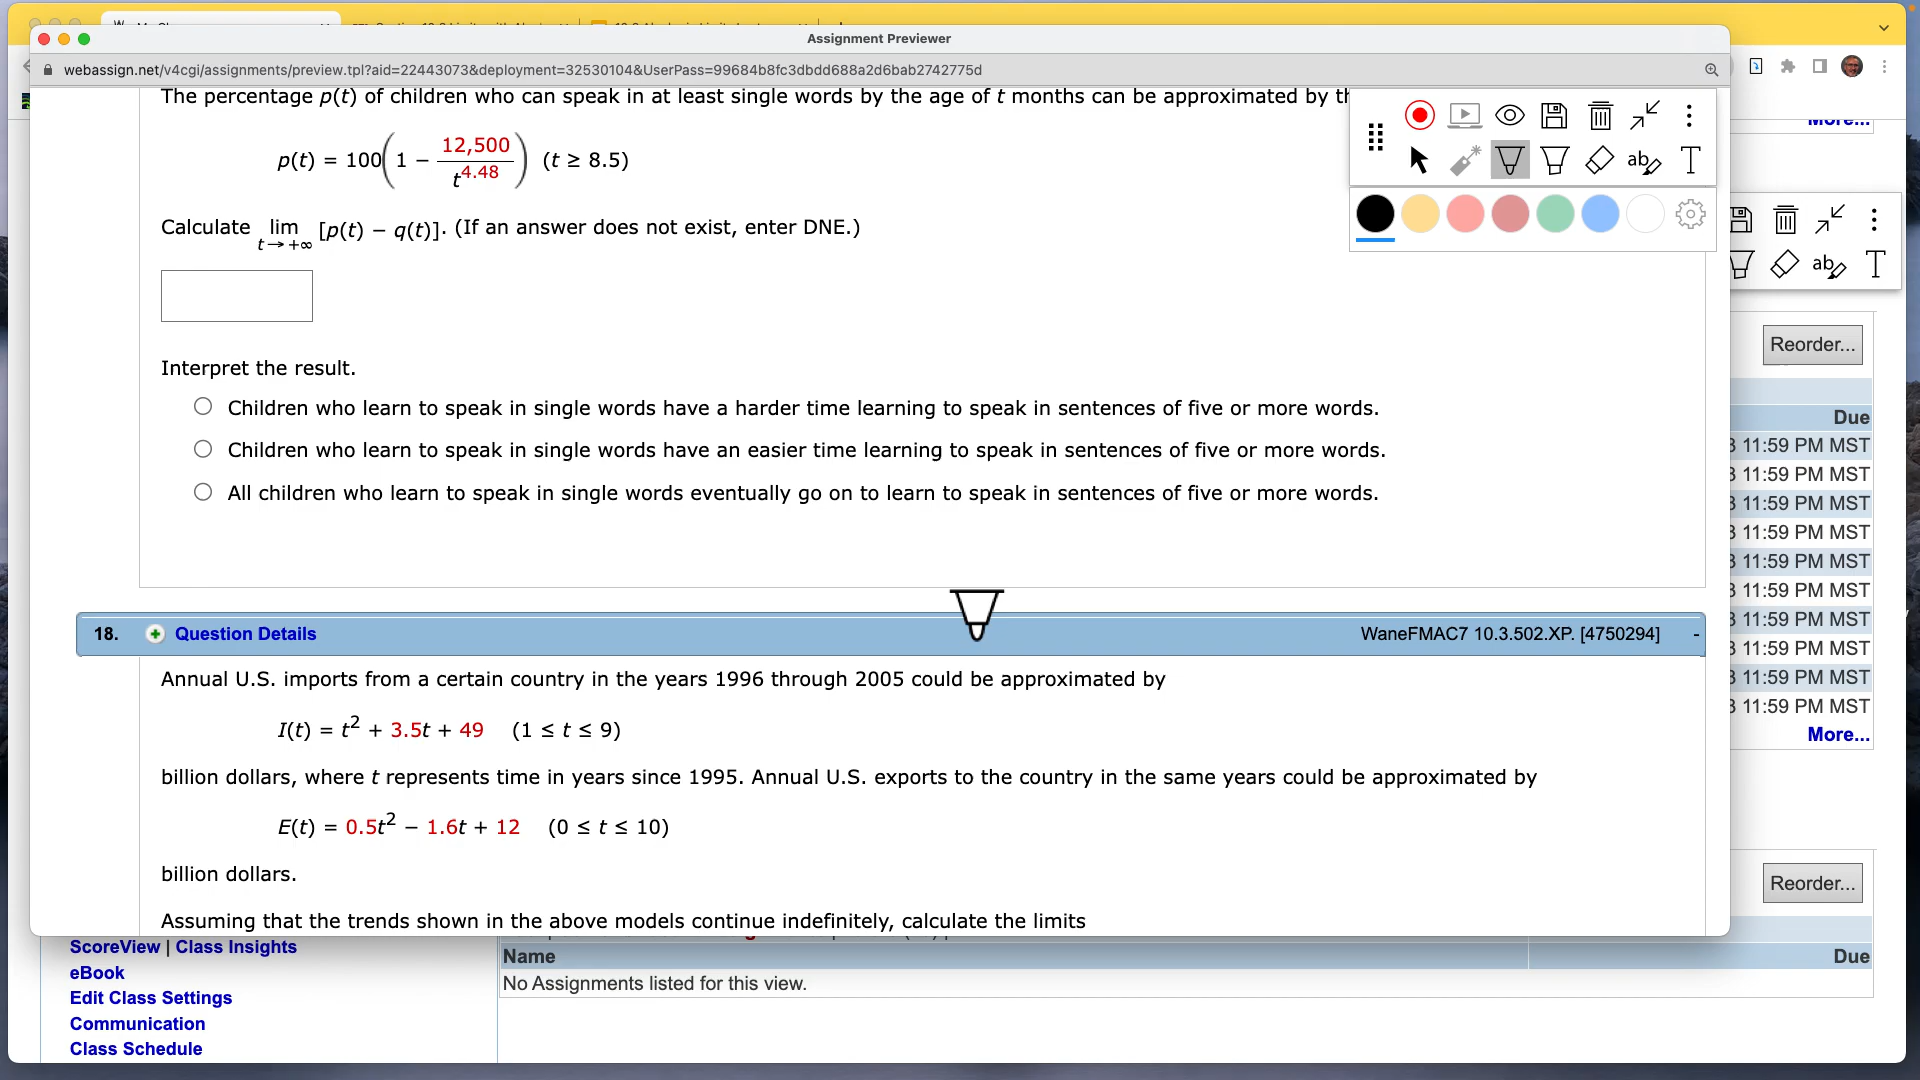 Assignment Previewer
webassign.net/v4cgi/assignments/preview.tpl?aid=22443073&deployment=32530104&UserPass=99684b8fc3dbdd688a2d6bab2742775d
The percentage p(t) of children who can speak in at least single words by the age of t months can be approximated by
p(t) = 100(1 − 12,500/t^4.48) (t ≥ 8.5)
Calculate lim t→+∞ [p(t) − q(t)]. (If an answer does not exist, enter DNE.)
Interpret the result.
Children who learn to speak in single words have a harder time learning to speak in sentences of five or more words.
Children who learn to speak in single words have an easier time learning to speak in sentences of five or more words.
All children who learn to speak in single words eventually go on to learn to speak in sentences of five or more words.
18. Question Details WaneFMAC7 10.3.502.XP. [4750294] -
Annual U.S. imports from a certain country in the years 1996 through 2005 could be approximated by
I(t) = t² + 3.5t + 49 (1 ≤ t ≤ 9)
billion dollars, where t represents time in years since 1995. Annual U.S. exports to the country in the same years could be approximated by
E(t) = 0.5t² − 1.6t + 12 (0 ≤ t ≤ 10)
billion dollars.
Assuming that the trends shown in the above models continue indefinitely, calculate the limits
ab
T
ab
T
More...
Reorder...
Due
11:59 PM MST
11:59 PM MST
11:59 PM MST
11:59 PM MST
11:59 PM MST
11:59 PM MST
11:59 PM MST
11:59 PM MST
11:59 PM MST
11:59 PM MST
More...
Reorder...
ScoreView | Class Insights
eBook
Edit Class Settings
Communication
Class Schedule
Name Due
No Assignments listed for this view.